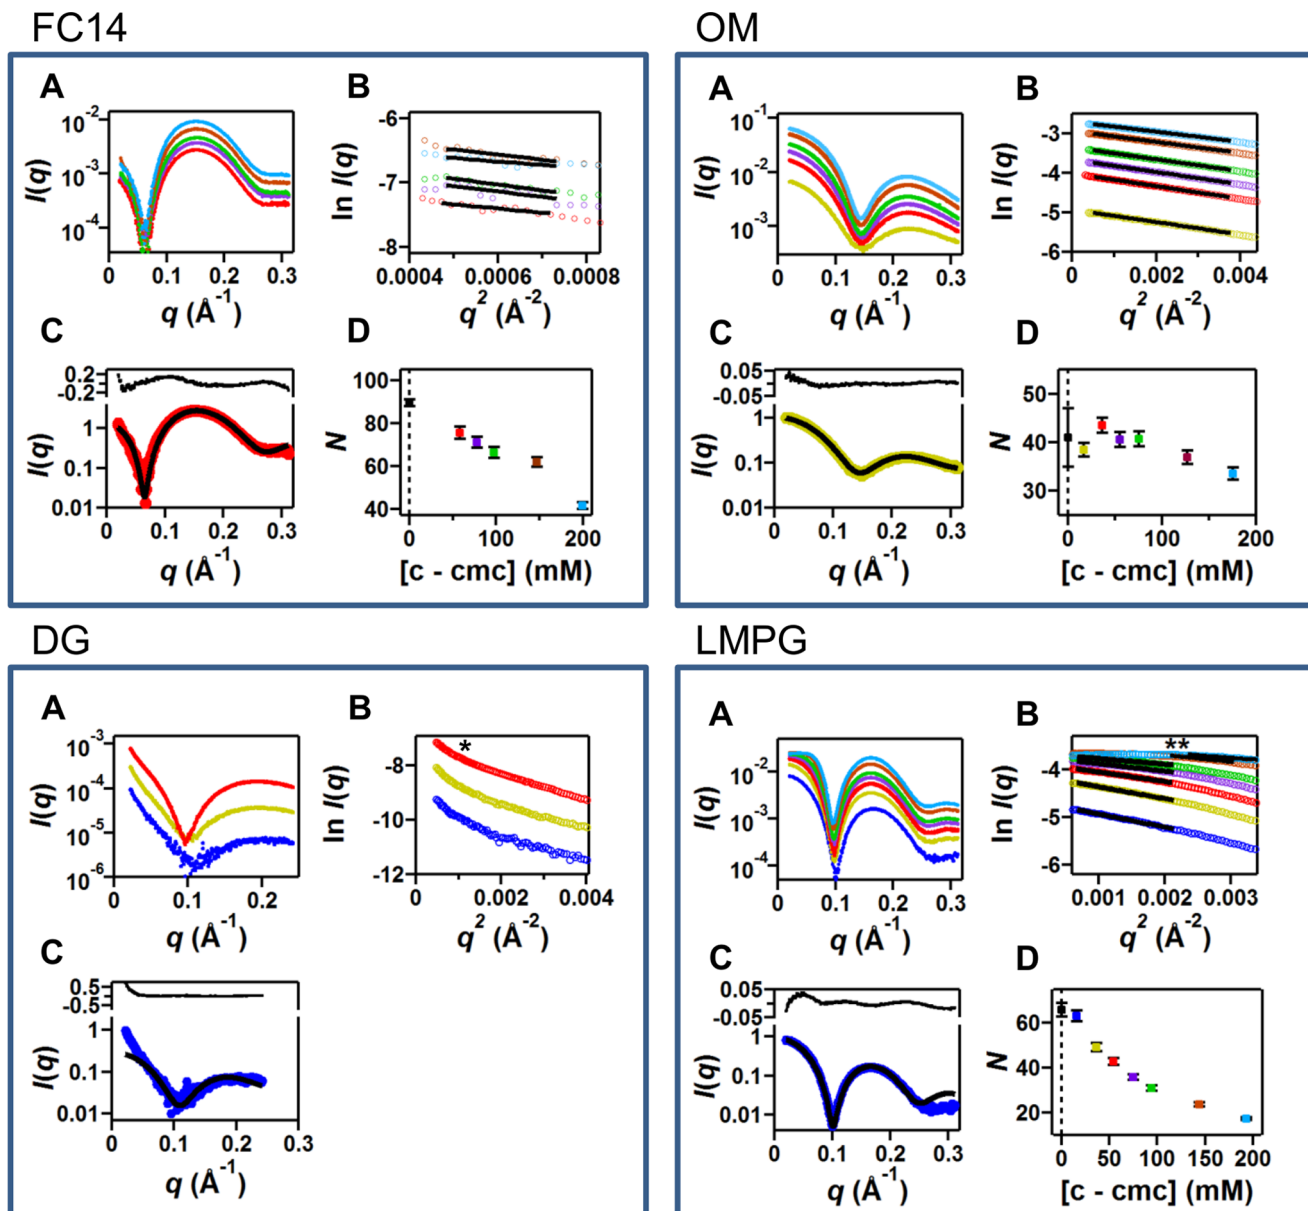 FC14
A
10⁻²
10⁻³
10⁻⁴
I(q)
0 0.1 0.2 0.3
q (Å⁻¹)
B
-6
-7
-8
ln I(q)
0.0004 0.0006 0.0008
q² (Å⁻²)
C
0.2
-0.2
1
0.1
0.01
I(q)
0 0.1 0.2 0.3
q (Å⁻¹)
D
100
80
60
40
N
0 100 200
[c - cmc] (mM)
OM
A
10⁻¹
10⁻²
10⁻³
I(q)
0 0.1 0.2 0.3
q (Å⁻¹)
B
-3
-4
-5
-6
ln I(q)
0 0.002 0.004
q² (Å⁻²)
C
0.05
-0.05
1
0.1
0.01
I(q)
0 0.1 0.2 0.3
q (Å⁻¹)
D
50
40
30
N
0 100 200
[c - cmc] (mM)
DG
A
10⁻³
10⁻⁴
10⁻⁵
10⁻⁶
I(q)
0 0.1 0.2
q (Å⁻¹)
B
*
-8
-10
-12
ln I(q)
0 0.002 0.004
q² (Å⁻²)
C
0.5
-0.5
1
0.1
0.01
I(q)
0 0.1 0.2 0.3
q (Å⁻¹)
LMPG
A
10⁻²
10⁻³
10⁻⁴
I(q)
0 0.1 0.2 0.3
q (Å⁻¹)
B
**
-4
-5
-6
ln I(q)
0.001 0.002 0.003
q² (Å⁻²)
C
0.05
-0.05
1
0.1
0.01
I(q)
0 0.1 0.2 0.3
q (Å⁻¹)
D
60
40
20
N
0 50 100 150 200
[c - cmc] (mM)